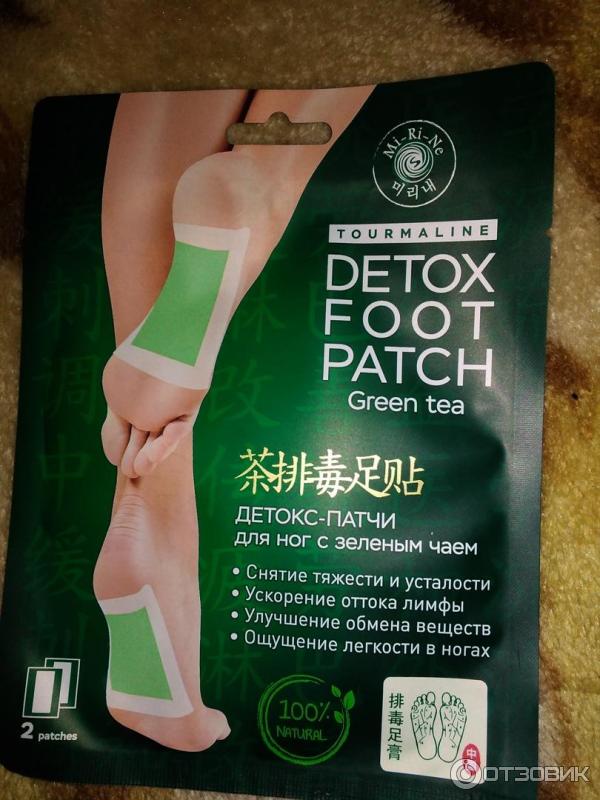 Mi-Ri-Ne
미리내
TOURMALINE
DETOX
FOOT
PATCH
Green tea
茶排毒足贴
ДЕТОКС-ПАТЧИ
для ног с зеленым чаем
• Снятие тяжести и усталости
• Ускорение оттока лимфы
• Улучшение обмена веществ
• Ощущение легкости в ногах
2 patches
100%
NATURAL
排毒足膏
ОТЗОВИК